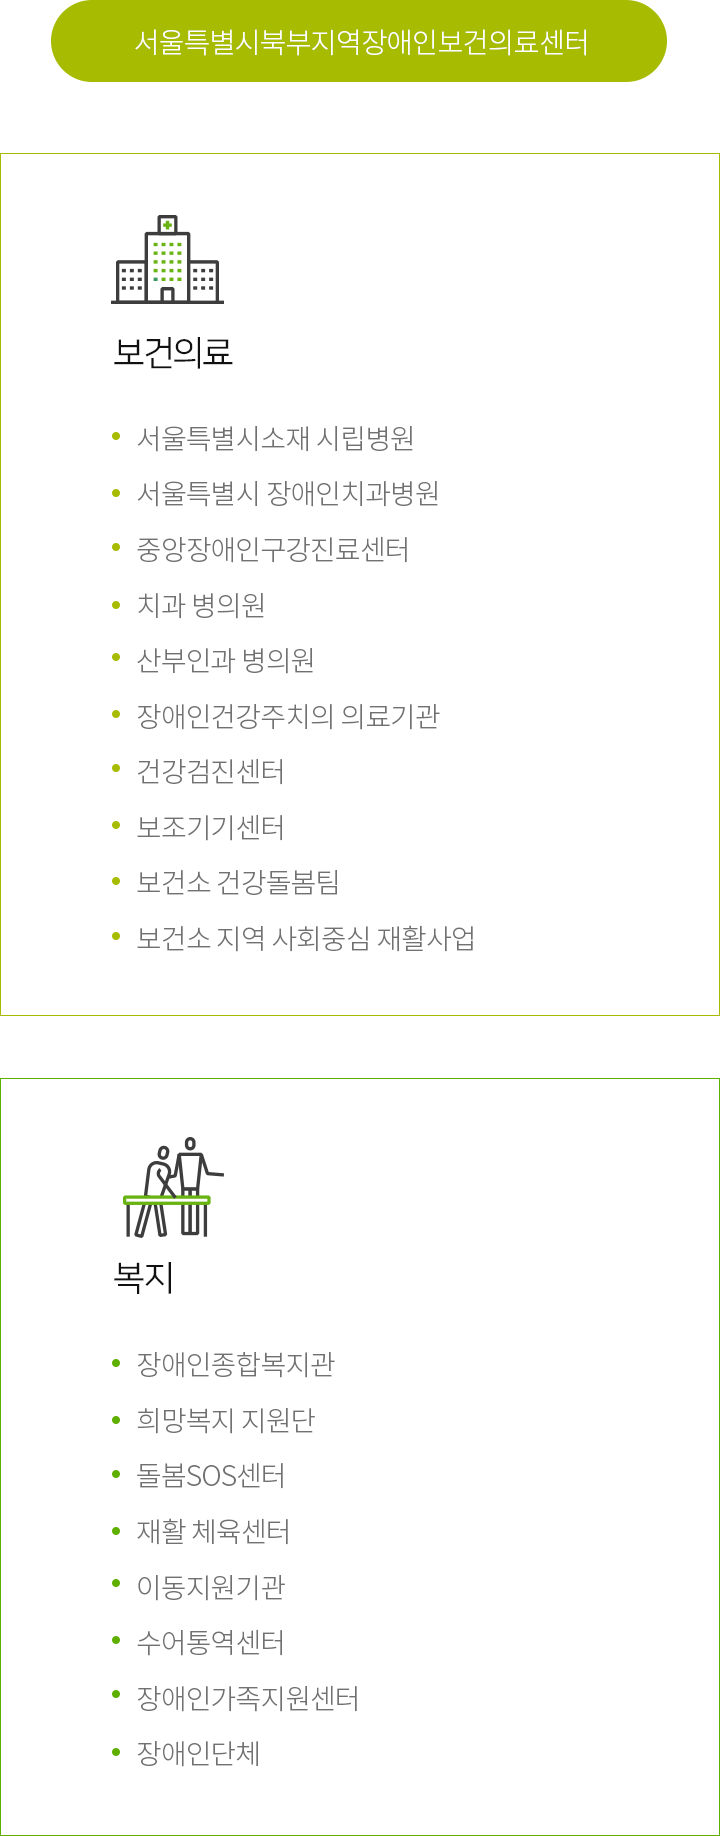 서울특별시북부지역장애인보건의료센터
보건의료
서울특별시소재 시립병원
서울특별시 장애인치과병원
중앙장애인구강진료센터
치과 병의원
산부인과 병의원
장애인건강주치의 의료기관
건강검진센터
보조기기센터
보건소 건강돌봄팀
보건소 지역 사회중심 재활사업
복지
장애인종합복지관
희망복지 지원단
돌봄SOS센터
재활 체육센터
이동지원기관
수어통역센터
장애인가족지원센터
장애인단체